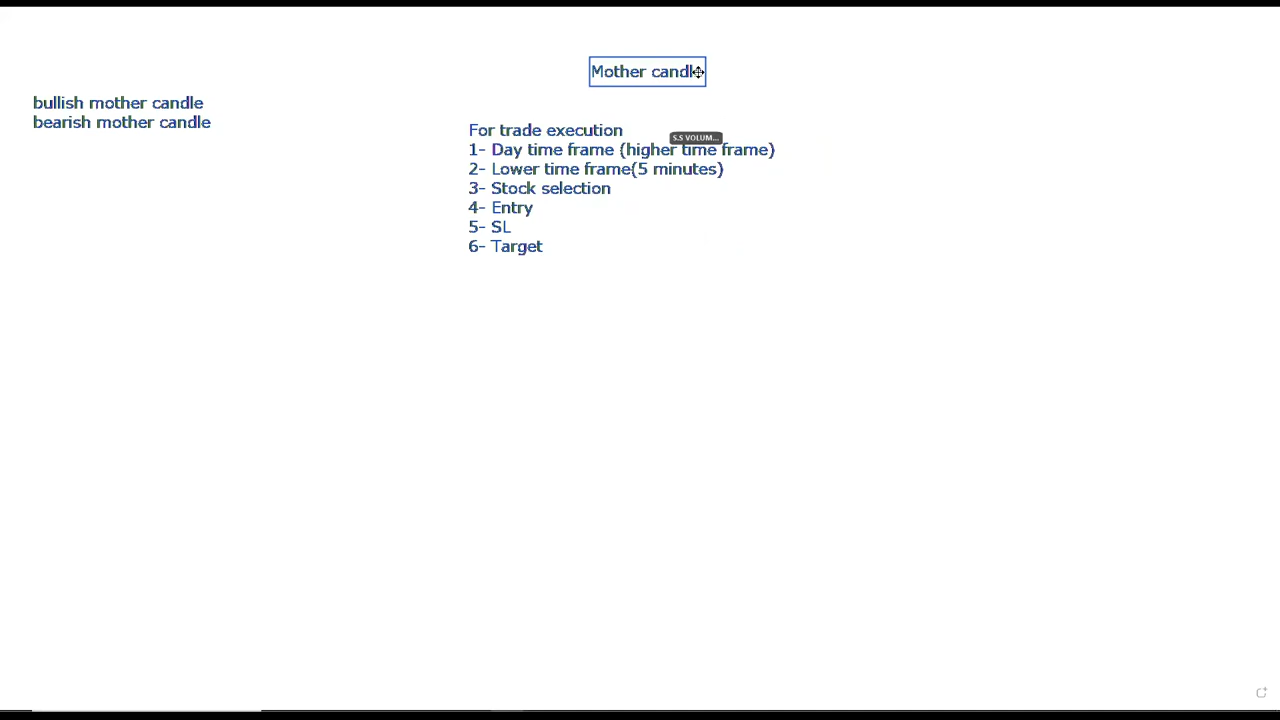 Mother candle
bullish mother candle
bearish mother candle
For trade execution
S.S VOLUM...
1- Day time frame (higher time frame)
2- Lower time frame(5 minutes)
3- Stock selection
4- Entry
5- SL
6- Target